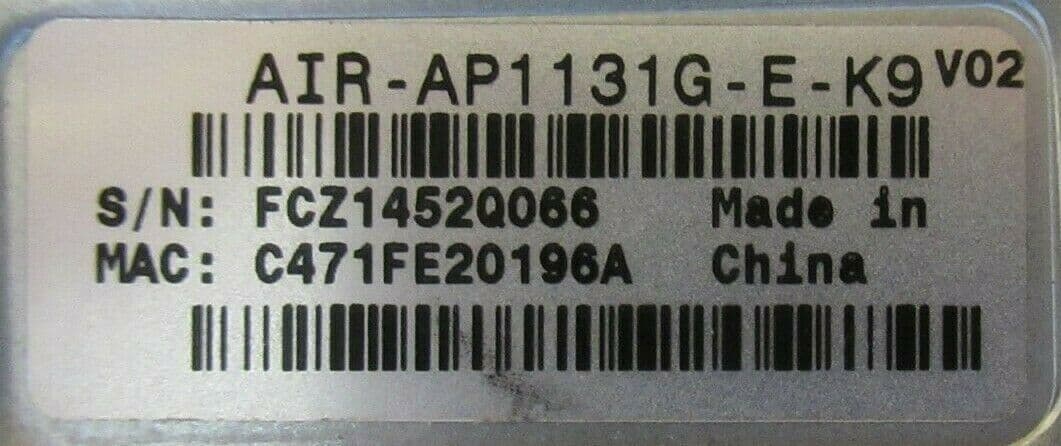 AIR-AP1131G-E-K9 V02
S/N: FCZ1452Q066 Made in
MAC: C471FE20196A China